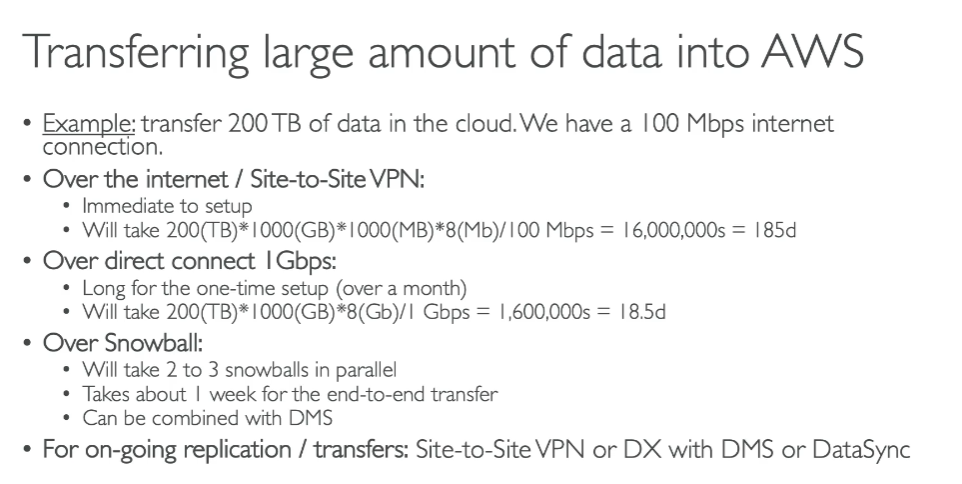 Transferring large amount of data into AWS
• Example: transfer 200 TB of data in the cloud. We have a 100 Mbps internet
connection.
• Over the internet / Site-to-Site VPN:
• Immediate to setup
• Will take 200(TB)*1000(GB)*1000(MB)*8(Mb)/100 Mbps = 16,000,000s = 185d
• Over direct connect 1Gbps:
• Long for the one-time setup (over a month)
• Will take 200(TB)*1000(GB)*8(Gb)/1 Gbps = 1,600,000s = 18.5d
• Over Snowball:
• Will take 2 to 3 snowballs in parallel
• Takes about 1 week for the end-to-end transfer
• Can be combined with DMS
• For on-going replication / transfers: Site-to-Site VPN or DX with DMS or DataSync